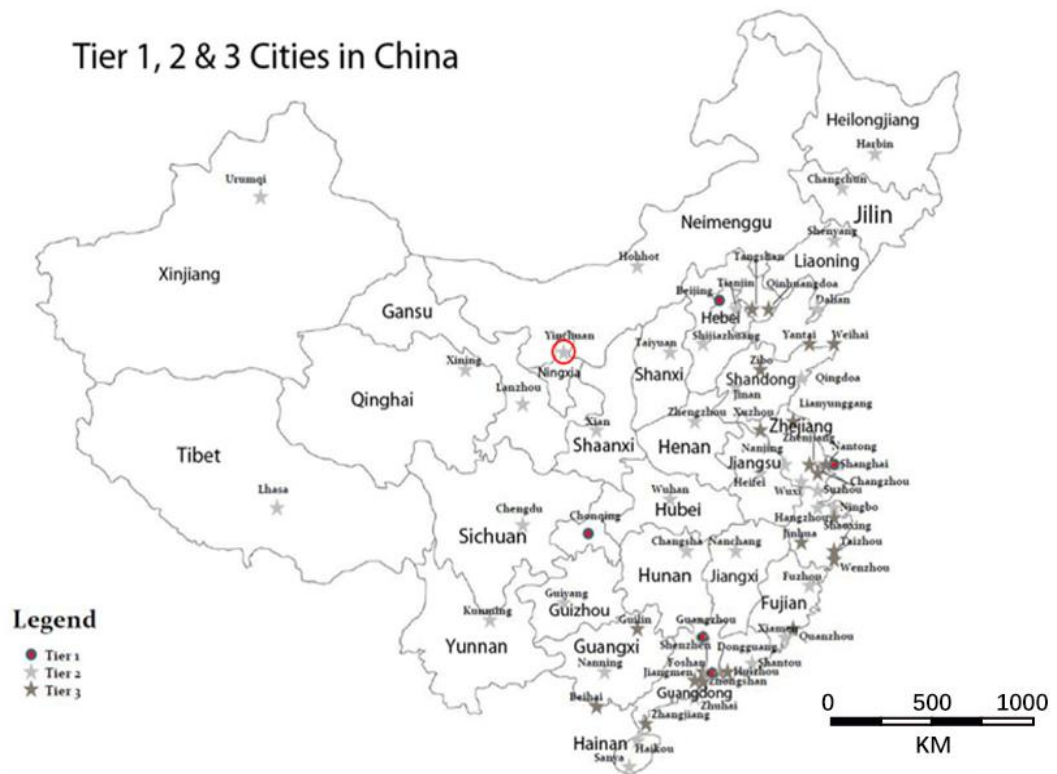 Tier 1, 2 & 3 Cities in China
Heilongjiang
Harbin
Urumqi
Changchun
Jilin
Neimenggu
Shenyang
Hohhot
Tangshan
Liaoning
Xinjiang
Tianjin
Qinhuangdoa
Beijing
Dalian
Gansu
Hebei
Yinchuan
Taiyuan
Shijiazhuang
Yantai
Weihai
Xining
Ningxia
Zibo
Shanxi
Shandong
Qingdoa
Lanzhou
Jinan
Qinghai
Lianyunggang
Zhengzhou
Xuzhou
Xian
Zhejiang
Shaanxi
Henan
Zhenjiang
Nanjing
Nantong
Tibet
Jiangsu
Shanghai
Heifei
Changzhou
Lhasa
Wuhan
Wuxi
Suzhou
Chengdu
Chonqing
Hubei
Ningbo
Hangzhou
Shaoxing
Sichuan
Jinhua
Changsha
Nanchang
Taizhou
Hunan
Jiangxi
Wenzhou
Fuzhou
Guiyang
Guizhou
Fujian
Kunming
Legend
Guilin
Guangzhou
Xiamen
Quanzhou
Yunnan
Guangxi
Shenzhen
Dongguang
Tier 1
Nanning
Foshan
Shantou
Tier 2
Jiangmen
Huizhou
Tier 3
Zhongshan
Beihai
Guangdong
Zhuhai
0 500 1000
Zhangjiang
KM
Hainan
Haikou
Sanya